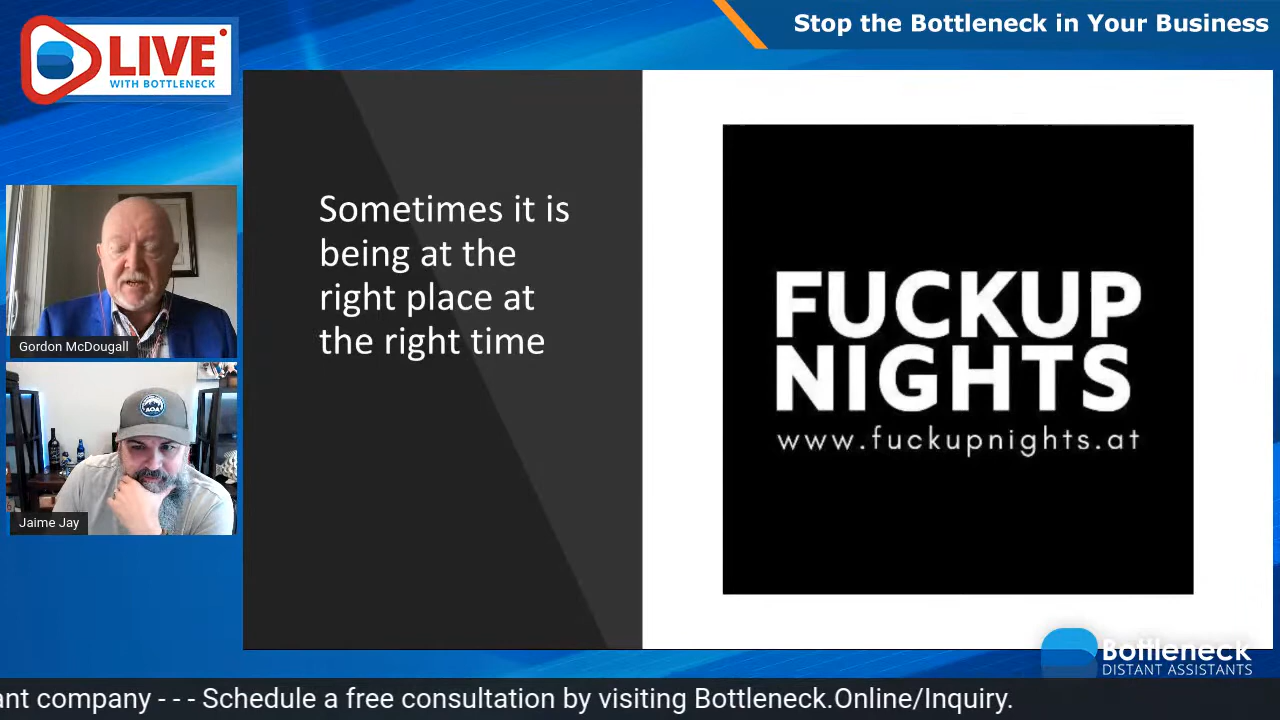 Stop the Bottleneck in Your Business
LIVE
WITH BOTTLENECK
Sometimes it is
being at the
right place at
the right time
FUCKUP
NIGHTS
www.fuckupnights.at
Gordon McDougall
AOA
Jaime Jay
Bottleneck
DISTANT ASSISTANTS
ant company - - - Schedule a free consultation by visiting Bottleneck.Online/Inquiry.